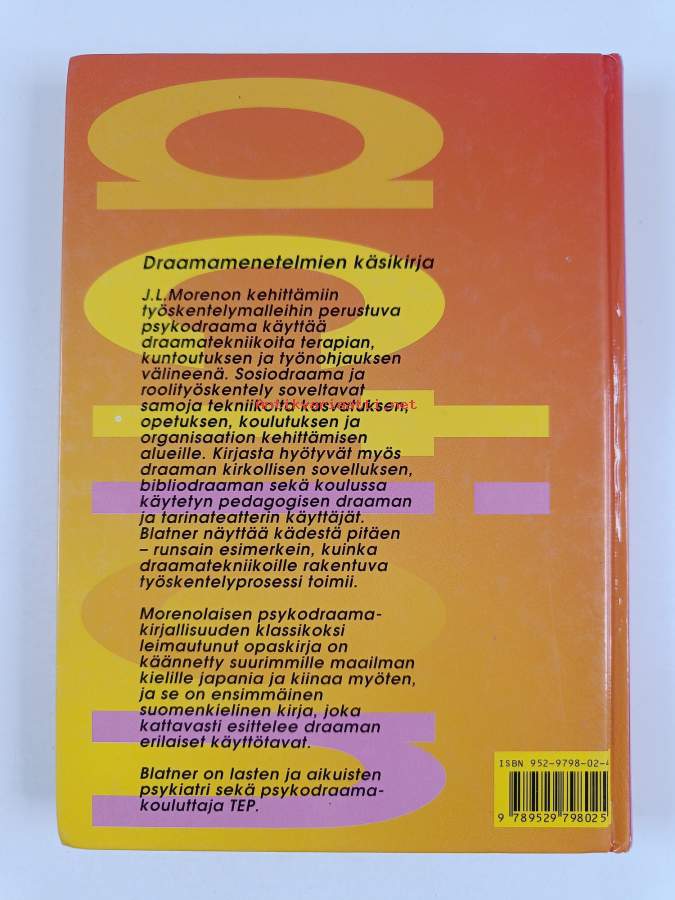 Draamamenetelmien käsikirja
J.L.Morenon kehittämiin
työskentelymalleihin perustuva
psykodraama käyttää
draamatekniikoita terapian,
kuntoutuksen ja työnohjauksen
välineenä. Sosiodraama ja
roolityöskentely soveltavat
samoja tekniikoita kasvatuksen,
Antikvariaatti.net
opetuksen, koulutuksen ja
organisaation kehittämisen
alueille. Kirjasta hyötyvät myös
draaman kirkollisen sovelluksen,
bibliodraaman sekä koulussa
käytetyn pedagogisen draaman
ja tarinateatterin käyttäjät.
Blatner näyttää kädestä pitäen
– runsain esimerkein, kuinka
draamatekniikoille rakentuva
työskentelyprosessi toimii.
Morenolaisen psykodraama-
kirjallisuuden klassikoksi
leimautunut opaskirja on
käännetty suurimmille maailman
kielille japania ja kiinaa myöten,
ja se on ensimmäinen
suomenkielinen kirja, joka
kattavasti esittelee draaman
erilaiset käyttötavat.
Blatner on lasten ja aikuisten
psykiatri sekä psykodraama-
kouluttaja TEP.
ISBN 952-9798-02-4
9 789529 798025